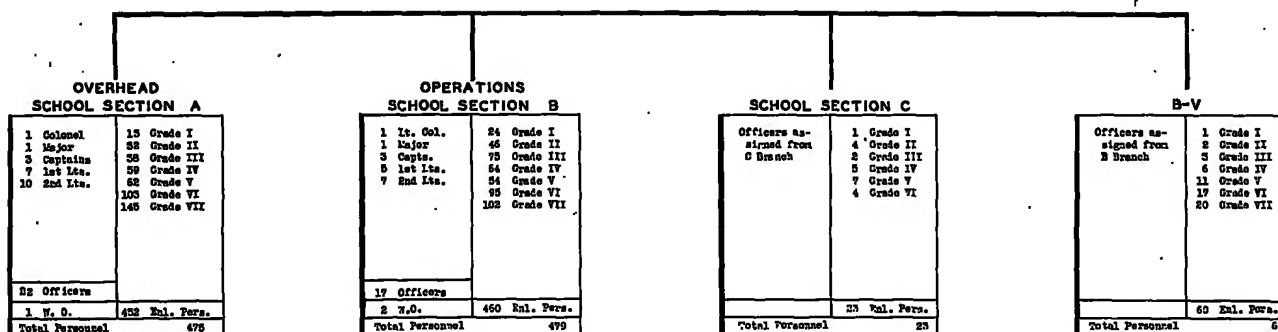 OVERHEAD
SCHOOL SECTION A
1 Colonel
1 Major
3 Captains
7 1st Lts.
10 2nd Lts.
22 Officers
1 W. O.
13 Grade I
32 Grade II
38 Grade III
59 Grade IV
62 Grade V
103 Grade VI
145 Grade VII
452 Enl. Pers.
Total Personnel 475
OPERATIONS
SCHOOL SECTION B
1 Lt. Col.
1 Major
3 Capts.
5 1st Lts.
7 2nd Lts.
17 Officers
2 W.O.
24 Grade I
46 Grade II
75 Grade III
64 Grade IV
54 Grade V
95 Grade VI
102 Grade VII
460 Enl. Pers.
Total Personnel 479
SCHOOL SECTION C
Officers as-
signed from
C Branch
1 Grade I
4 Grade II
2 Grade III
5 Grade IV
7 Grade V
4 Grade VI
23 Enl. Pers.
Total Personnel 23
B-V
Officers as-
signed from
B Branch
1 Grade I
2 Grade II
3 Grade III
6 Grade IV
11 Grade V
17 Grade VI
20 Grade VII
60 Enl. Pers.
Total Personnel